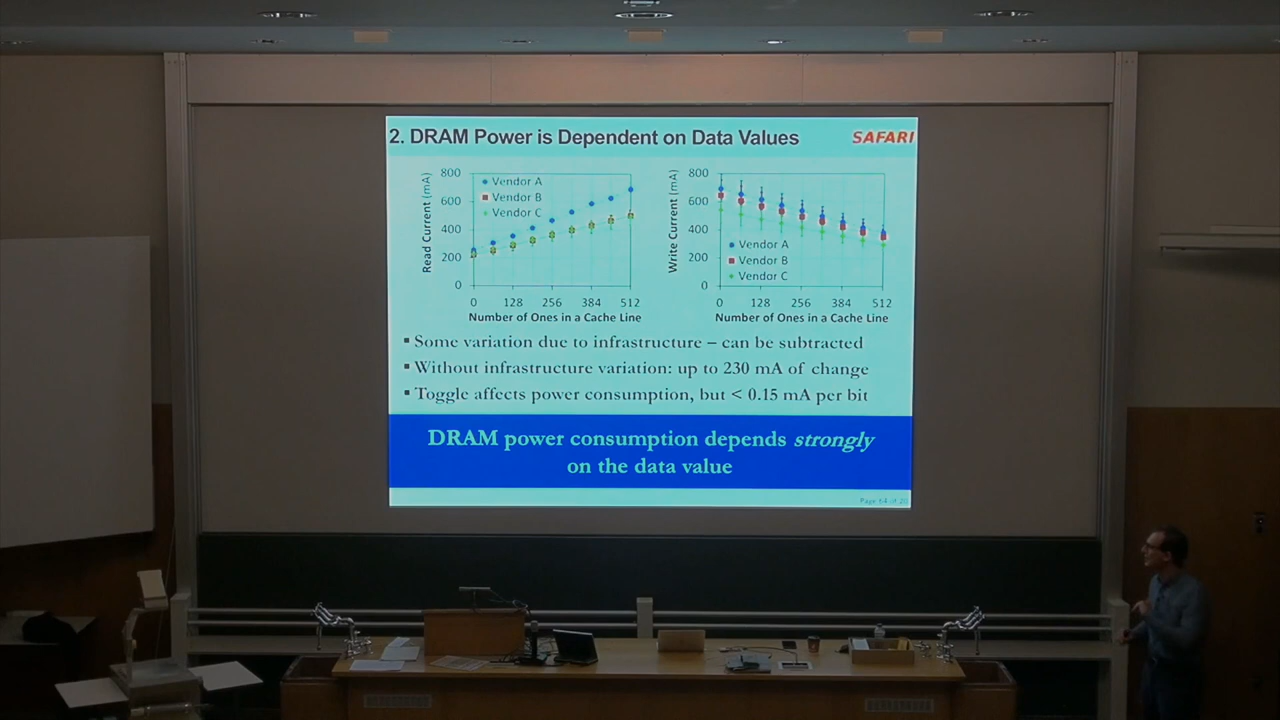 2. DRAM Power is Dependent on Data Values
SAFARI
Read Current (mA)
800
600
400
200
0
Vendor A
Vendor B
Vendor C
0 128 256 384 512
Number of Ones in a Cache Line
Write Current (mA)
800
600
400
200
0
Vendor A
Vendor B
Vendor C
0 128 256 384 512
Number of Ones in a Cache Line
▪ Some variation due to infrastructure – can be subtracted
▪ Without infrastructure variation: up to 230 mA of change
▪ Toggle affects power consumption, but < 0.15 mA per bit
DRAM power consumption depends strongly
on the data value
Page 64 of 20